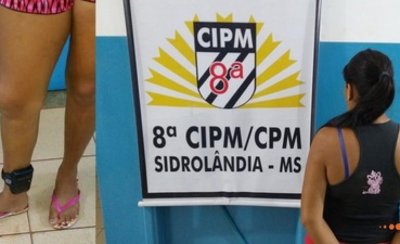 CIPM
8ª
8ª CIPM/CPM
SIDROLÂNDIA - MS